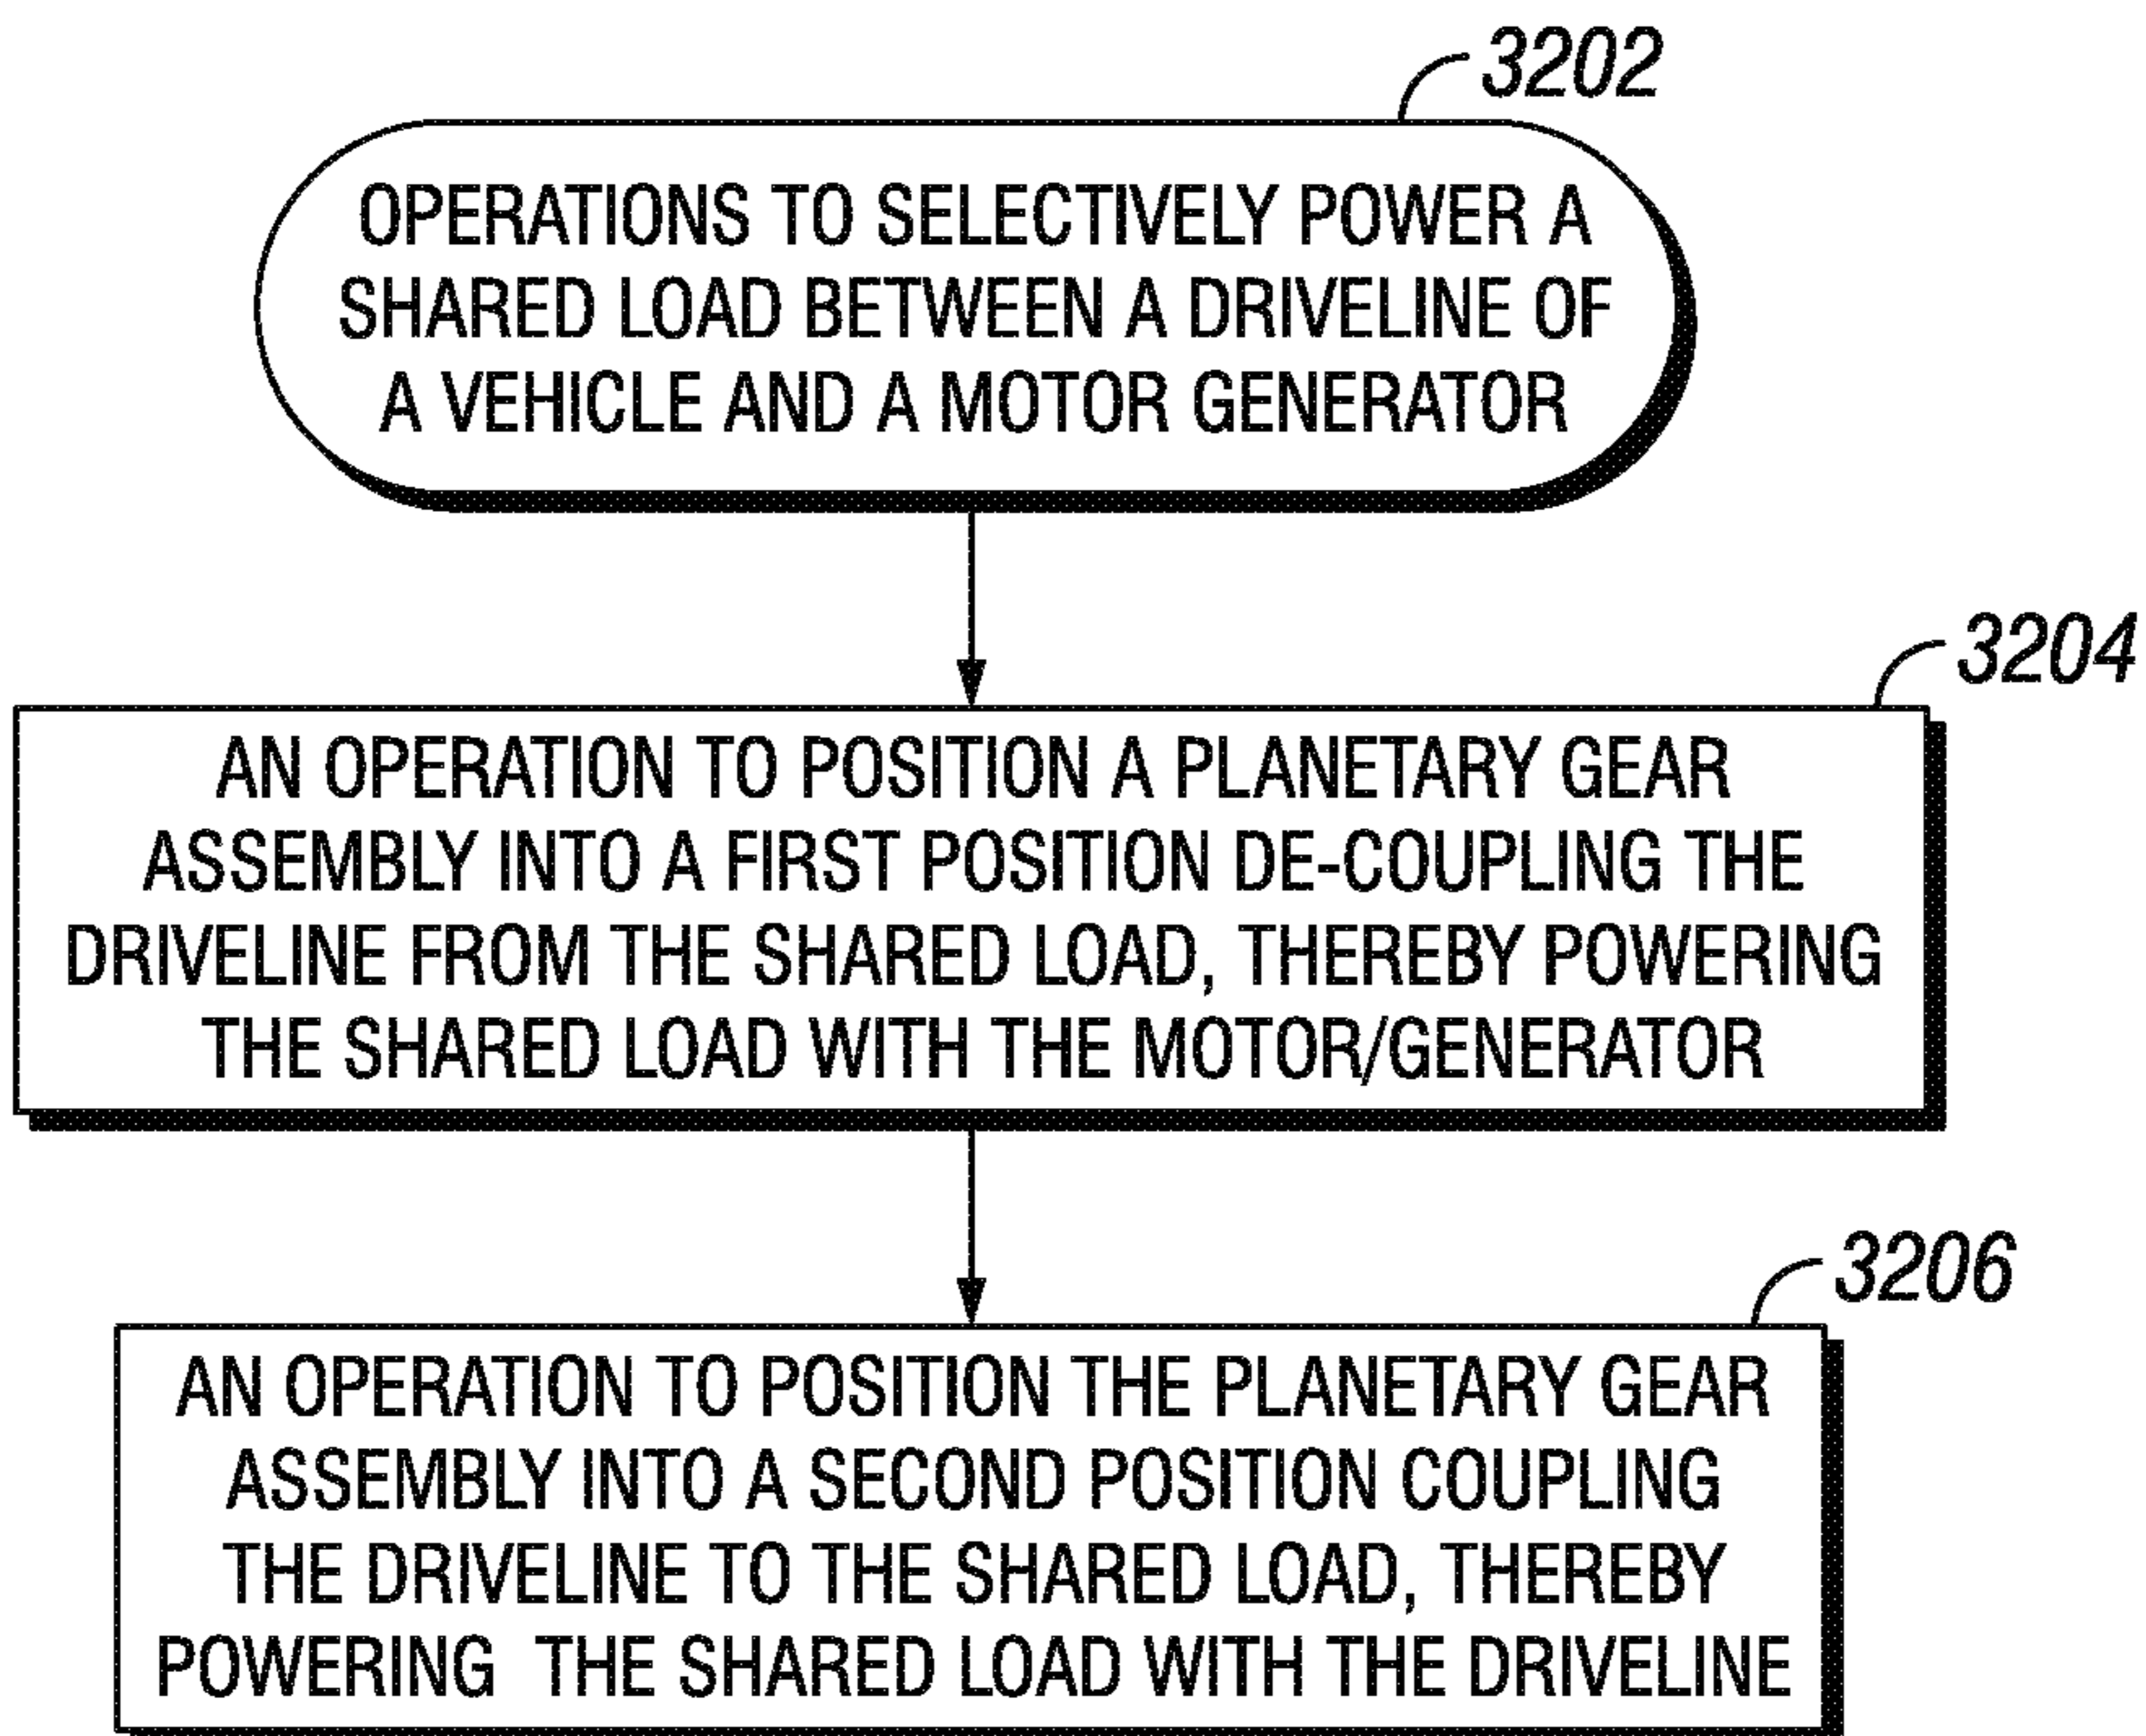 3202
OPERATIONS TO SELECTIVELY POWER A
SHARED LOAD BETWEEN A DRIVELINE OF
A VEHICLE AND A MOTOR GENERATOR
3204
AN OPERATION TO POSITION A PLANETARY GEAR
ASSEMBLY INTO A FIRST POSITION DE-COUPLING THE
DRIVELINE FROM THE SHARED LOAD, THEREBY POWERING
THE SHARED LOAD WITH THE MOTOR/GENERATOR
3206
AN OPERATION TO POSITION THE PLANETARY GEAR
ASSEMBLY INTO A SECOND POSITION COUPLING
THE DRIVELINE TO THE SHARED LOAD, THEREBY
POWERING THE SHARED LOAD WITH THE DRIVELINE